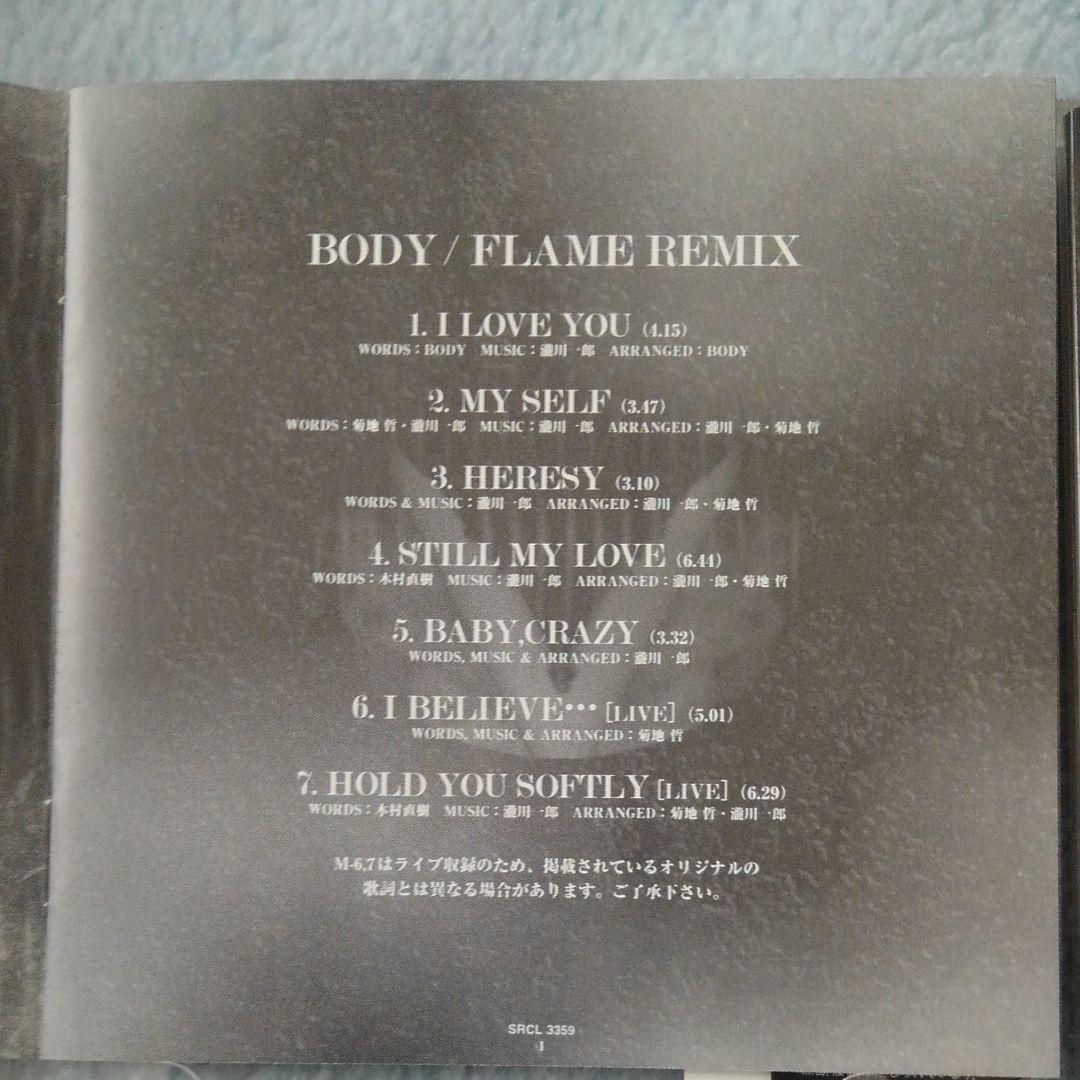 BODY / FLAME REMIX
1. I LOVE YOU (4.15)
WORDS : BODY MUSIC :瀧川一郎 ARRANGED : BODY
2. MY SELF (3.47)
WORDS : 菊地 哲・瀧川一郎 MUSIC : 瀧川一郎 ARRANGED : 瀧川一郎・菊地 哲
3. HERESY (3.10)
WORDS & MUSIC : 瀧川一郎 ARRANGED : 瀧川一郎・菊地 哲
4. STILL MY LOVE (6.44)
WORDS : 木村直樹 MUSIC : 瀧川一郎 ARRANGED : 瀧川一郎・菊地 哲
5. BABY,CRAZY (3.32)
WORDS, MUSIC & ARRANGED : 瀧川一郎
6. I BELIEVE… [LIVE] (5.01)
WORDS, MUSIC & ARRANGED : 菊地 哲
7. HOLD YOU SOFTLY [LIVE] (6.29)
WORDS : 木村直樹 MUSIC : 瀧川一郎 ARRANGED : 菊地 哲・瀧川一郎
M-6,7はライブ収録のため、掲載されているオリジナルの
歌詞とは異なる場合があります。ご了承下さい。
SRCL 3359
1